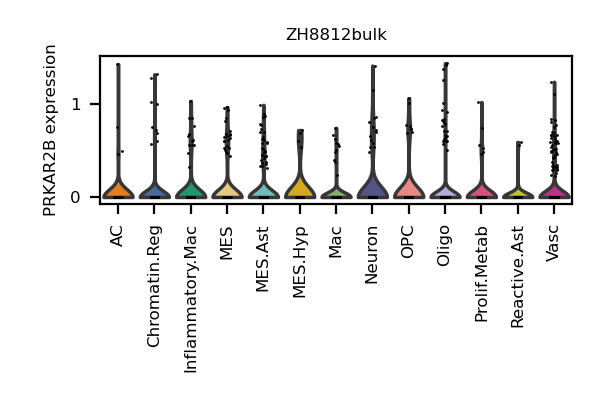 ZH8812bulk
PRKAR2B expression
1
0
AC
Chromatin.Reg
Inflammatory.Mac
MES
MES.Ast
MES.Hyp
Mac
Neuron
OPC
Oligo
Prolif.Metab
Reactive.Ast
Vasc